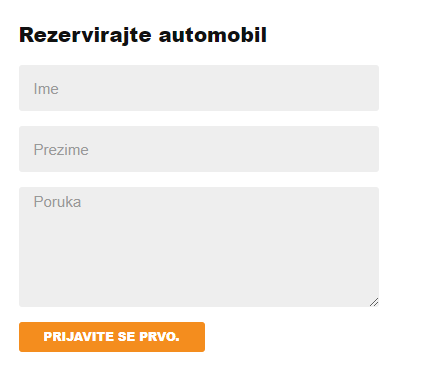 Rezervirajte automobil
Ime
Prezime
Poruka
PRIJAVITE SE PRVO.